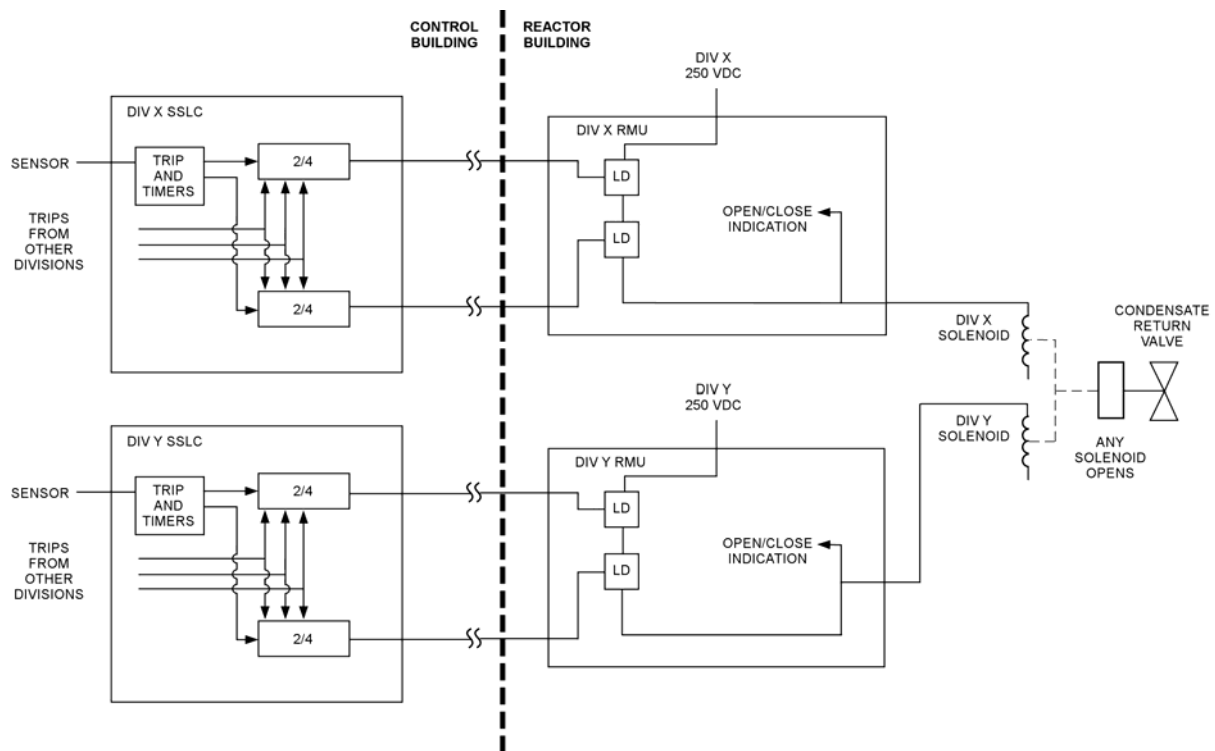 CONTROL
BUILDING
REACTOR
BUILDING
DIV X SSLC
SENSOR
TRIP
AND
TIMERS
2/4
TRIPS
FROM
OTHER
DIVISIONS
2/4
DIV X
250 VDC
DIV X RMU
LD
LD
OPEN/CLOSE
INDICATION
DIV X
SOLENOID
CONDENSATE
RETURN
VALVE
DIV Y SSLC
SENSOR
TRIP
AND
TIMERS
2/4
TRIPS
FROM
OTHER
DIVISIONS
2/4
DIV Y
250 VDC
DIV Y RMU
LD
LD
OPEN/CLOSE
INDICATION
DIV Y
SOLENOID
ANY
SOLENOID
OPENS